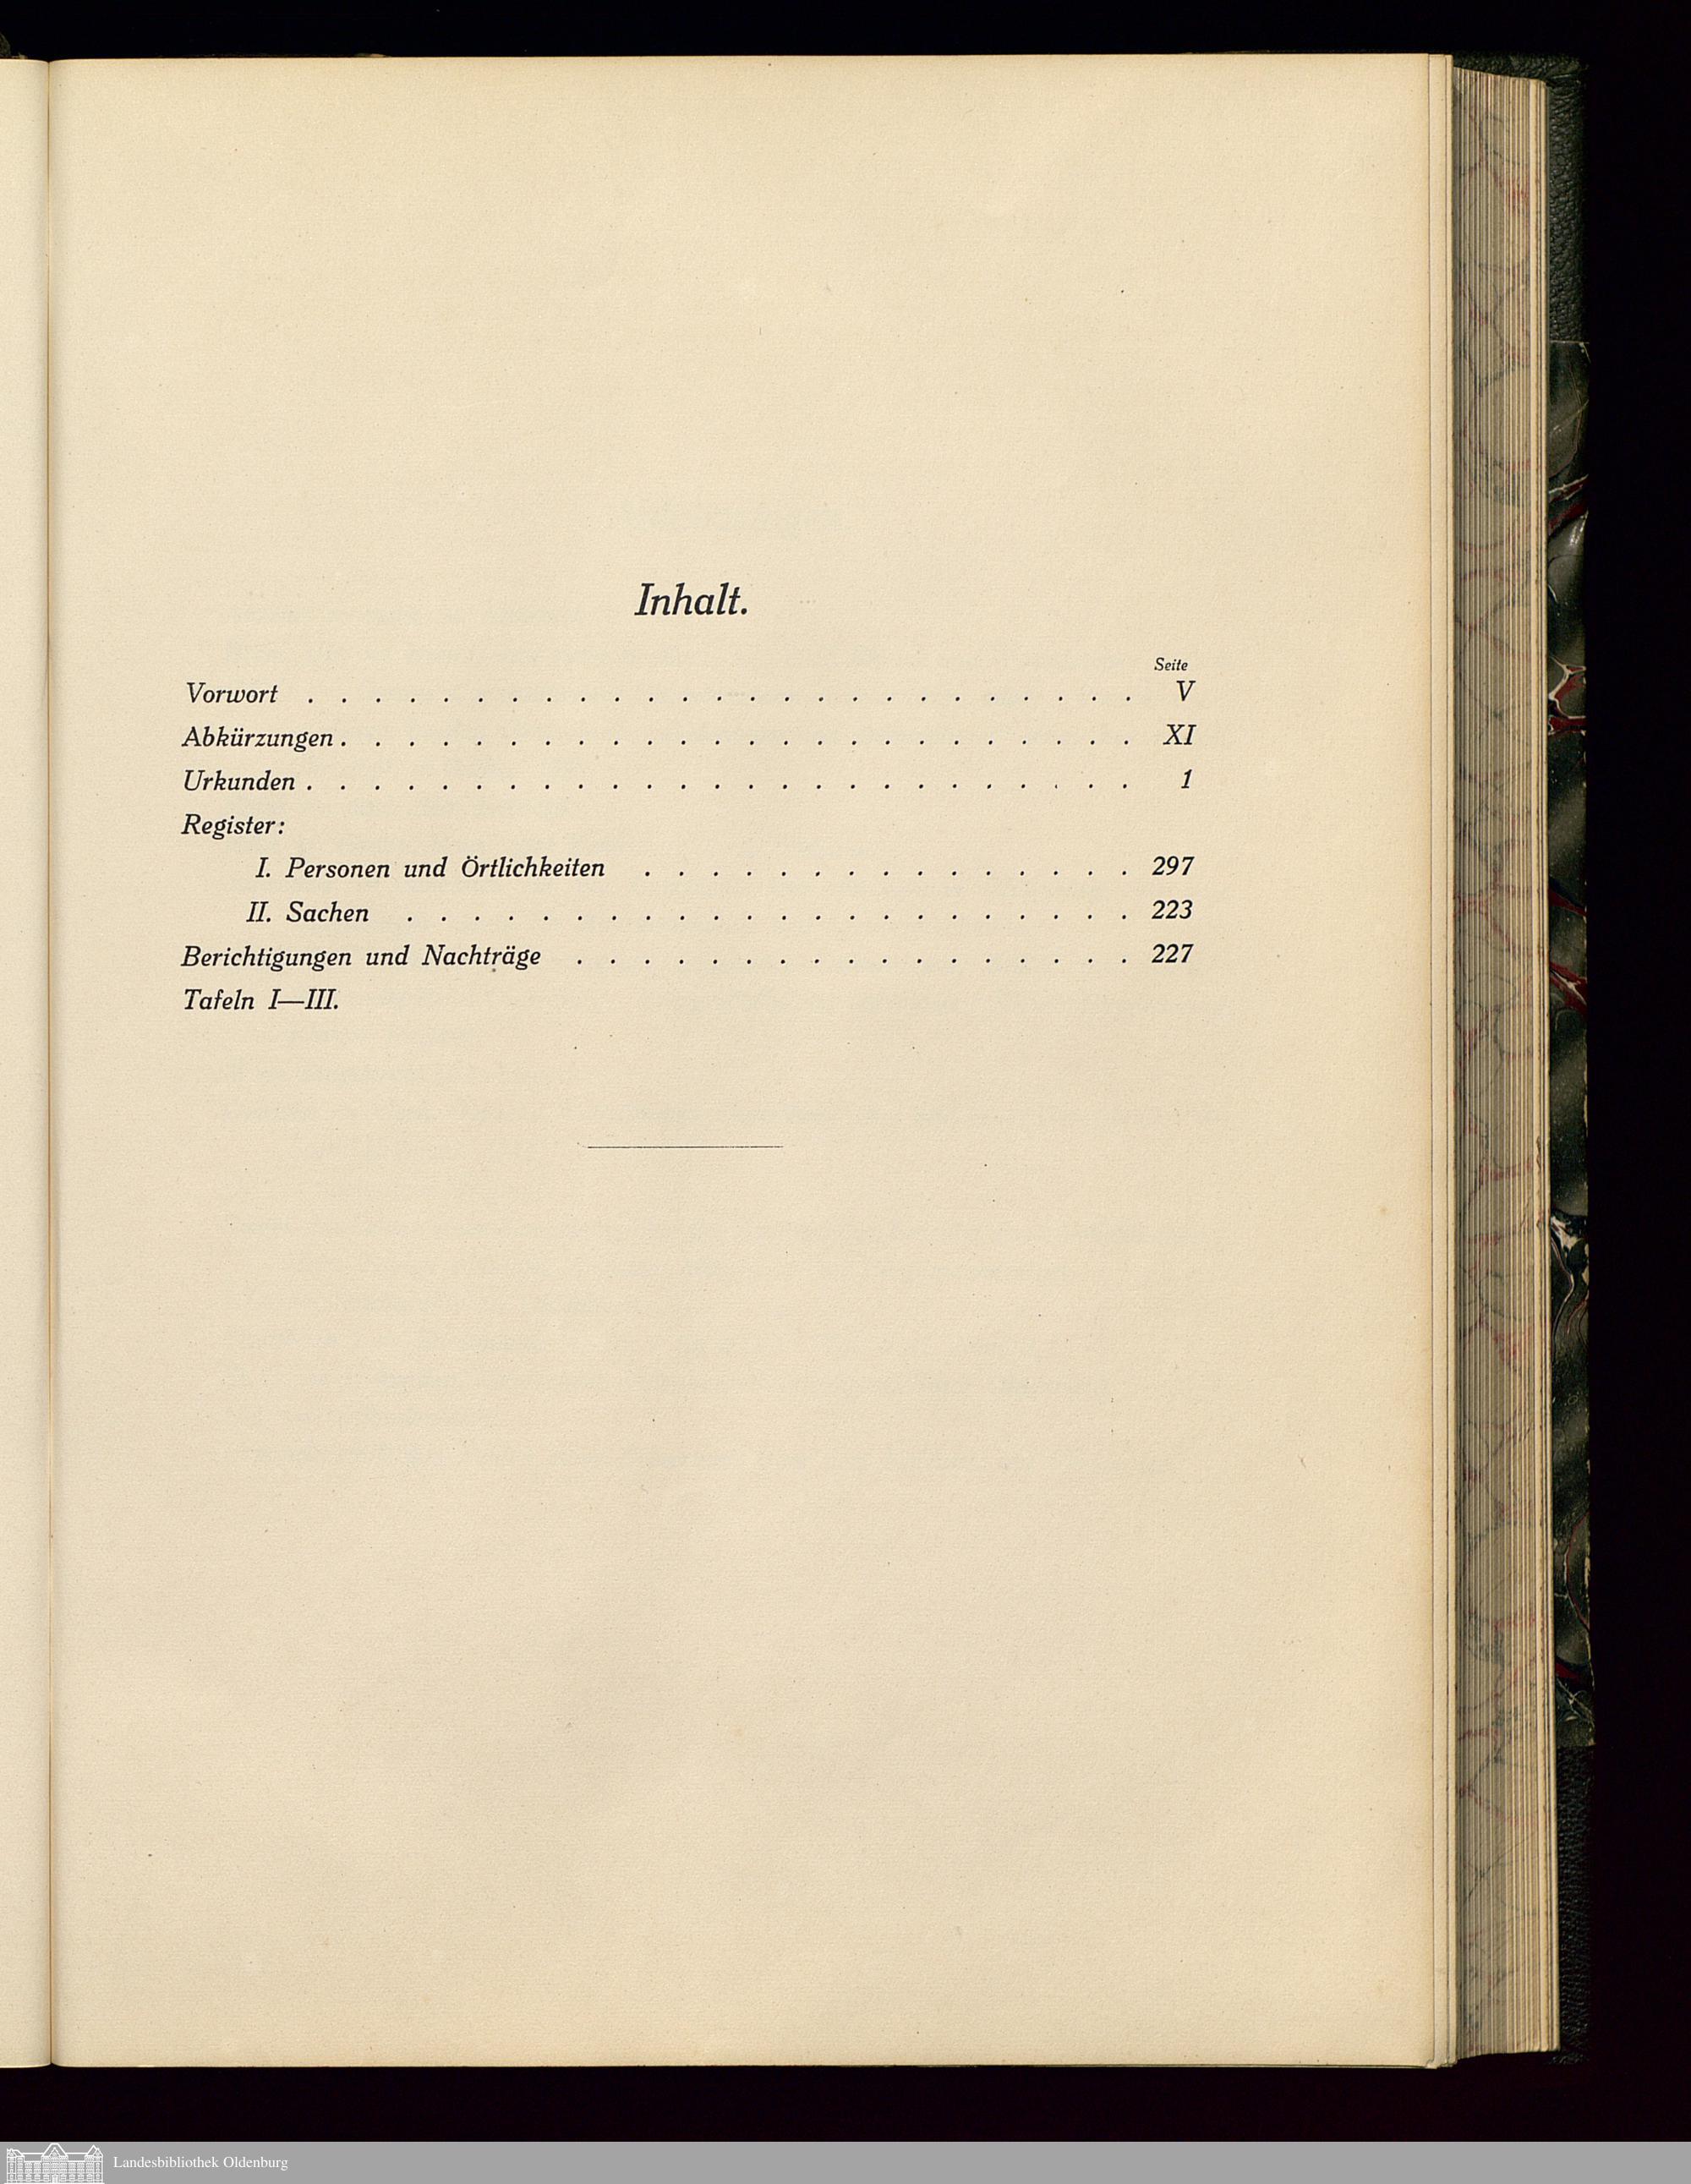 Inhalt.
Seite
Vorwort . . . . . . . . . . . . . . . . . . . . . . . . . V
Abkürzungen . . . . . . . . . . . . . . . . . . . . . . . . XI
Urkunden . . . . . . . . . . . . . . . . . . . . . . . . . 1
Register:
I. Personen und Örtlichkeiten . . . . . . . . . . . . . . . 297
II. Sachen . . . . . . . . . . . . . . . . . . . . . . 223
Berichtigungen und Nachträge . . . . . . . . . . . . . . . . . 227
Tafeln I—III.
Landesbibliothek Oldenburg